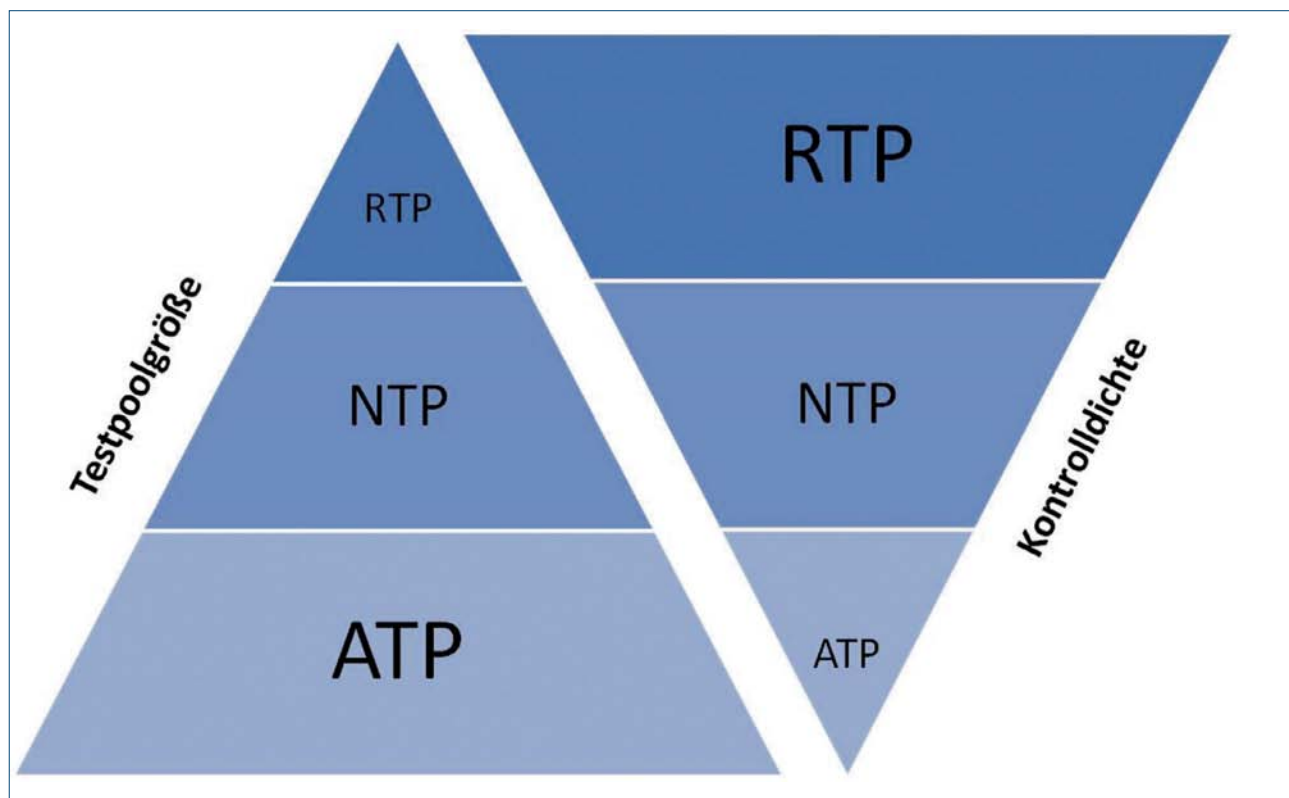 Testpoolgröße
RTP
NTP
ATP
RTP
NTP
ATP
Kontrolldichte